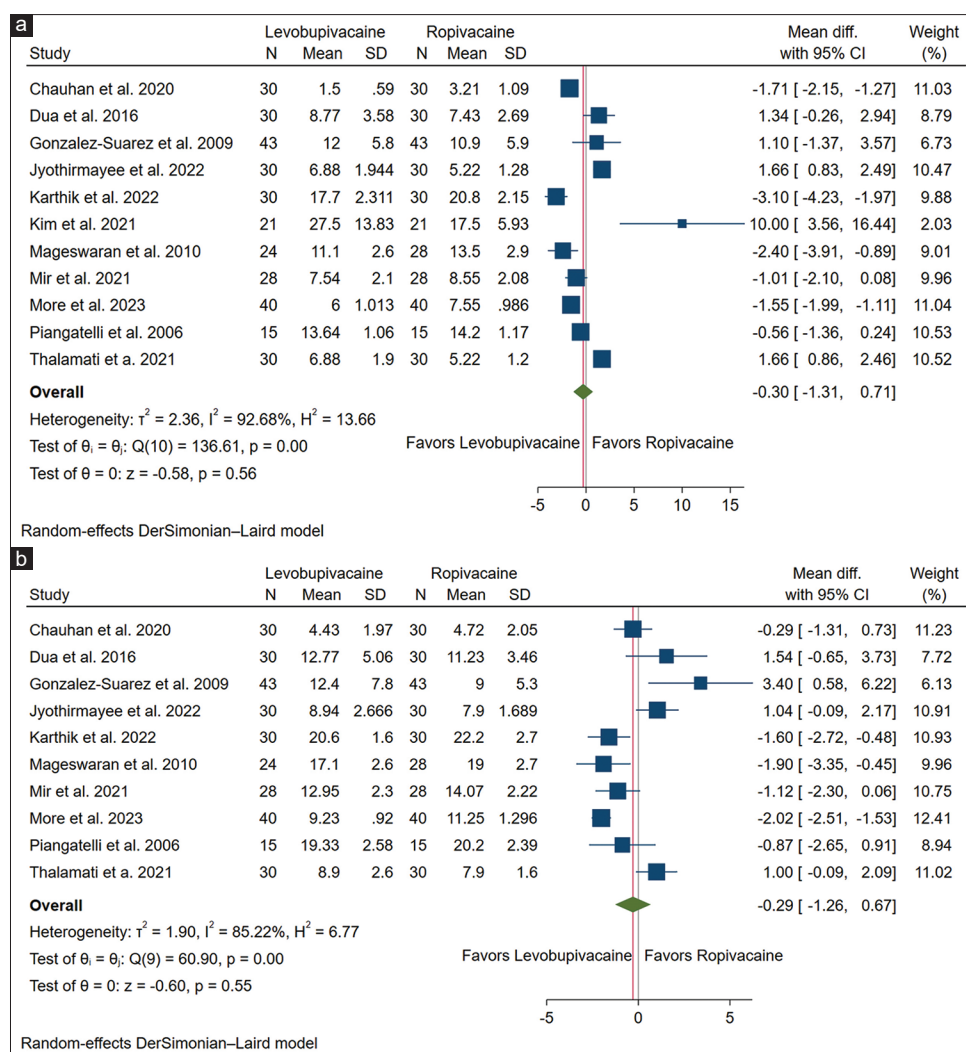 a
Levobupivacaine Ropivacaine Mean diff. Weight
Study N Mean SD N Mean SD with 95% CI (%)
Chauhan et al. 2020 30 1.5 .59 30 3.21 1.09 -1.71 [ -2.15, -1.27] 11.03
Dua et al. 2016 30 8.77 3.58 30 7.43 2.69 1.34 [ -0.26, 2.94] 8.79
Gonzalez-Suarez et al. 2009 43 12 5.8 43 10.9 5.9 1.10 [ -1.37, 3.57] 6.73
Jyothirmayee et al. 2022 30 6.88 1.944 30 5.22 1.28 1.66 [ 0.83, 2.49] 10.47
Karthik et al. 2022 30 17.7 2.311 30 20.8 2.15 -3.10 [ -4.23, -1.97] 9.88
Kim et al. 2021 21 27.5 13.83 21 17.5 5.93 10.00 [ 3.56, 16.44] 2.03
Mageswaran et al. 2010 24 11.1 2.6 28 13.5 2.9 -2.40 [ -3.91, -0.89] 9.01
Mir et al. 2021 28 7.54 2.1 28 8.55 2.08 -1.01 [ -2.10, 0.08] 9.96
More et al. 2023 40 6 1.013 40 7.55 .986 -1.55 [ -1.99, -1.11] 11.04
Piangatelli et al. 2006 15 13.64 1.06 15 14.2 1.17 -0.56 [ -1.36, 0.24] 10.53
Thalamati et a. 2021 30 6.88 1.9 30 5.22 1.2 1.66 [ 0.86, 2.46] 10.52
Overall -0.30 [ -1.31, 0.71]
Heterogeneity: τ² = 2.36, I² = 92.68%, H² = 13.66
Test of θᵢ = θⱼ: Q(10) = 136.61, p = 0.00
Favors Levobupivacaine Favors Ropivacaine
Test of θ = 0: z = -0.58, p = 0.56
-5 0 5 10 15
Random-effects DerSimonian–Laird model
b
Levobupivacaine Ropivacaine Mean diff. Weight
Study N Mean SD N Mean SD with 95% CI (%)
Chauhan et al. 2020 30 4.43 1.97 30 4.72 2.05 -0.29 [ -1.31, 0.73] 11.23
Dua et al. 2016 30 12.77 5.06 30 11.23 3.46 1.54 [ -0.65, 3.73] 7.72
Gonzalez-Suarez et al. 2009 43 12.4 7.8 43 9 5.3 3.40 [ 0.58, 6.22] 6.13
Jyothirmayee et al. 2022 30 8.94 2.666 30 7.9 1.689 1.04 [ -0.09, 2.17] 10.91
Karthik et al. 2022 30 20.6 1.6 30 22.2 2.7 -1.60 [ -2.72, -0.48] 10.93
Mageswaran et al. 2010 24 17.1 2.6 28 19 2.7 -1.90 [ -3.35, -0.45] 9.96
Mir et al. 2021 28 12.95 2.3 28 14.07 2.22 -1.12 [ -2.30, 0.06] 10.75
More et al. 2023 40 9.23 .92 40 11.25 1.296 -2.02 [ -2.51, -1.53] 12.41
Piangatelli et al. 2006 15 19.33 2.58 15 20.2 2.39 -0.87 [ -2.65, 0.91] 8.94
Thalamati et a. 2021 30 8.9 2.6 30 7.9 1.6 1.00 [ -0.09, 2.09] 11.02
Overall -0.29 [ -1.26, 0.67]
Heterogeneity: τ² = 1.90, I² = 85.22%, H² = 6.77
Test of θᵢ = θⱼ: Q(9) = 60.90, p = 0.00 Favors Levobupivacaine Favors Ropivacaine
Test of θ = 0: z = -0.60, p = 0.55
-5 0 5
Random-effects DerSimonian–Laird model